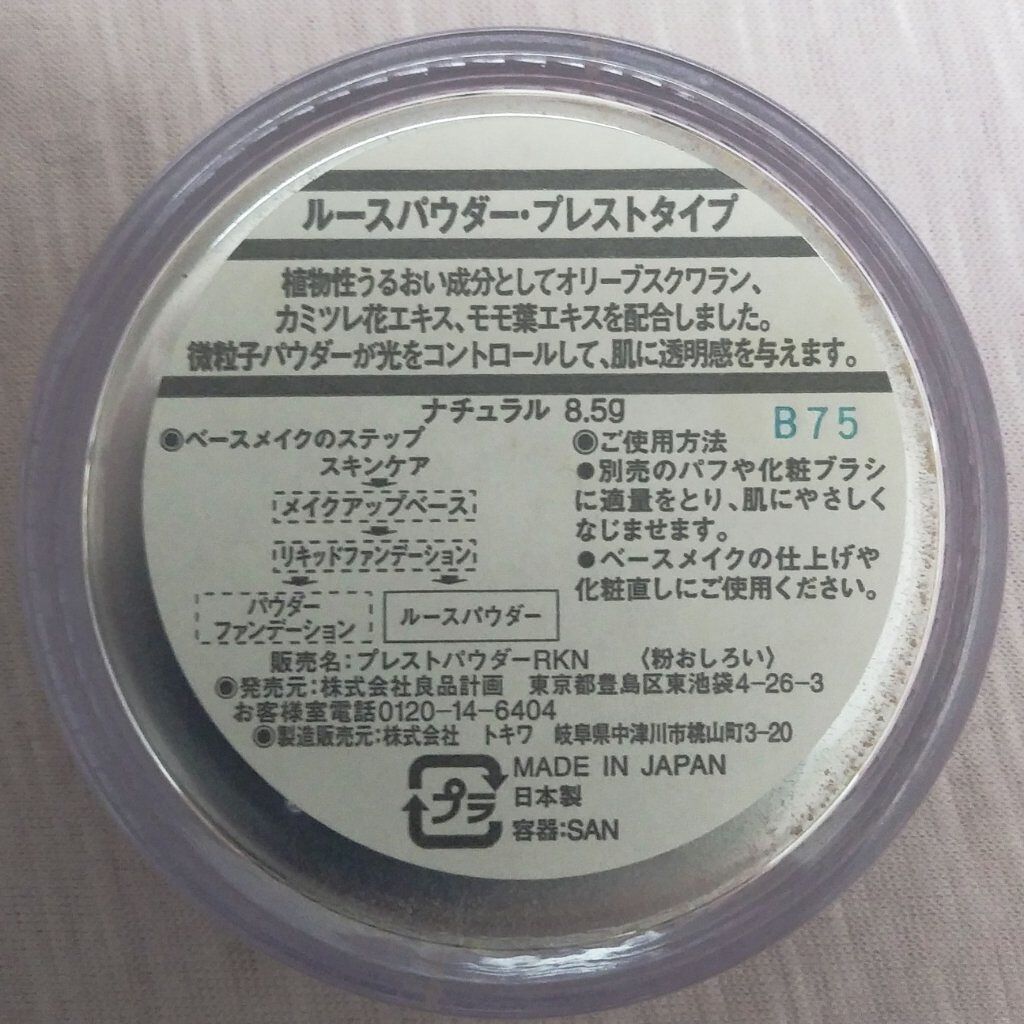 ルースパウダー・プレストタイプ
植物性うるおい成分としてオリーブスクワラン、
カミツレ花エキス、モモ葉エキスを配合しました。
微粒子パウダーが光をコントロールして、肌に透明感を与えます。
ナチュラル 8.5g
B75
◉ベースメイクのステップ
スキンケア
メイクアップベース
リキッドファンデーション
パウダー
ファンデーション
ルースパウダー
◉ご使用方法
●別売のパフや化粧ブラシ
に適量をとり、肌にやさしく
なじませます。
●ベースメイクの仕上げや
化粧直しにご使用ください。
販売名：プレストパウダーRKN 〈粉おしろい〉
◉発売元：株式会社良品計画 東京都豊島区東池袋4-26-3
お客様室電話0120-14-6404
◉製造販売元：株式会社 トキワ 岐阜県中津川市桃山町3-20
プラ
MADE IN JAPAN
日本製
容器：SAN